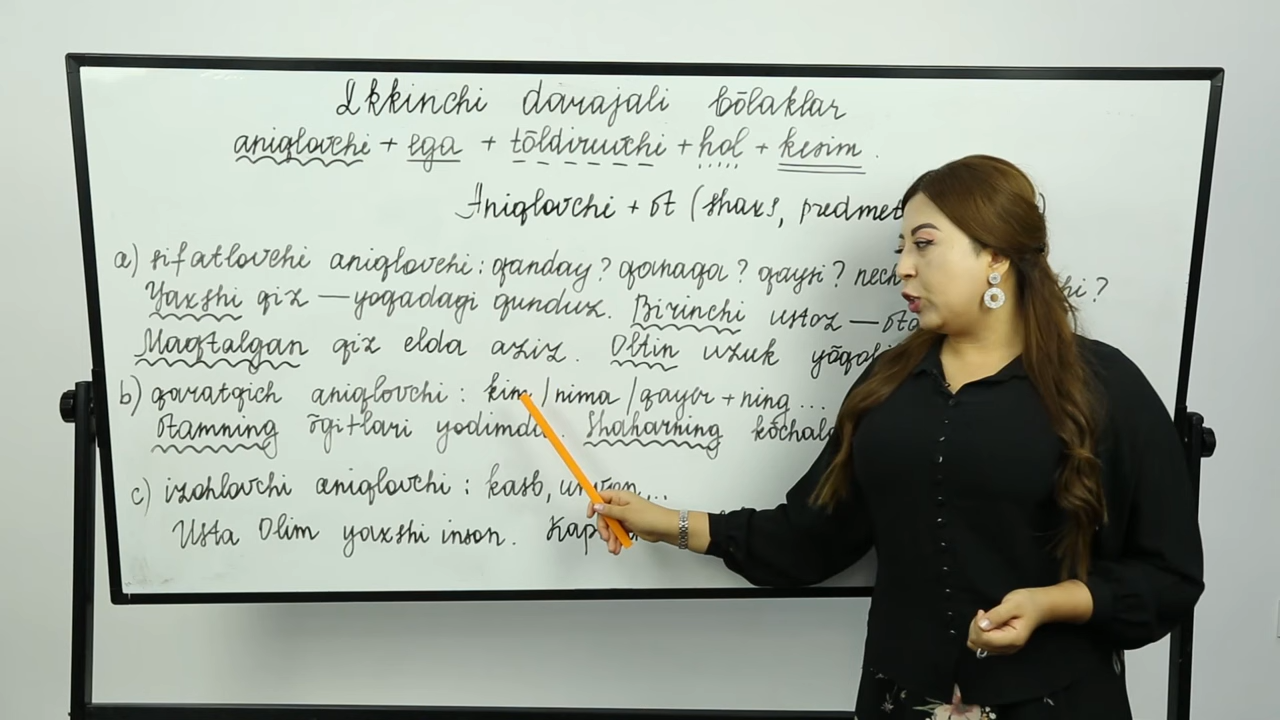 Ikkinchi darajali bōlaklar
aniqlovchi + ega + tōldiruvchi + hol + kesim.
Aniqlovchi + ot (shaxs, predmet
a) sifatlovchi aniqlovchi: qanday? qanaqa? qaysi?
Yaxshi qiz — yoqadagi qunduz. Birinchi ustoz —
Maqtalgan qiz elda aziz. Oltin uzuk
b) qaratqich aniqlovchi: kim/nima/qayer + ning...
Otamning ōgitlari yodimda. Shaharning
c) izohlovchi aniqlovchi: kasb, unvon...
Usta Olim yaxshi inson.